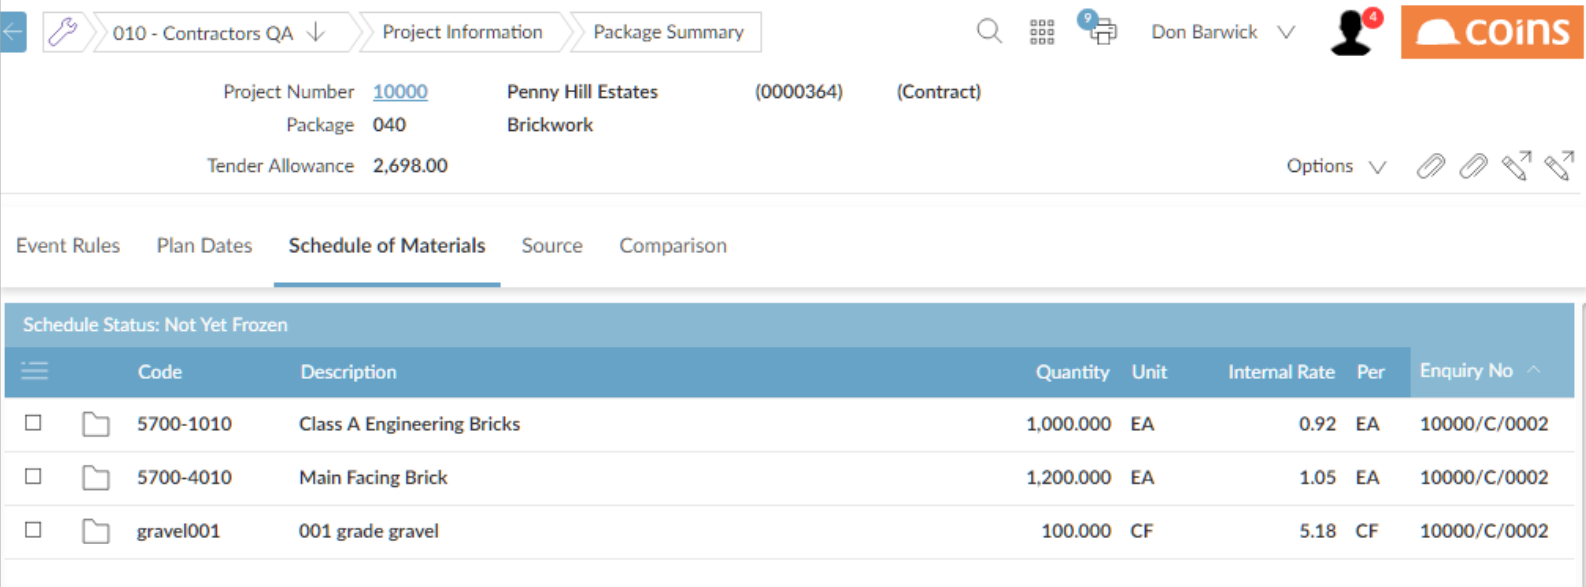 010 - Contractors QA Project Information Package Summary 9 Don Barwick 4 coins
Project Number 10000 Penny Hill Estates (0000364) (Contract)
Package 040 Brickwork
Tender Allowance 2,698.00 Options
Event Rules Plan Dates Schedule of Materials Source Comparison
Schedule Status: Not Yet Frozen
Code Description Quantity Unit Internal Rate Per Enquiry No
5700-1010 Class A Engineering Bricks 1,000.000 EA 0.92 EA 10000/C/0002
5700-4010 Main Facing Brick 1,200.000 EA 1.05 EA 10000/C/0002
gravel001 001 grade gravel 100.000 CF 5.18 CF 10000/C/0002